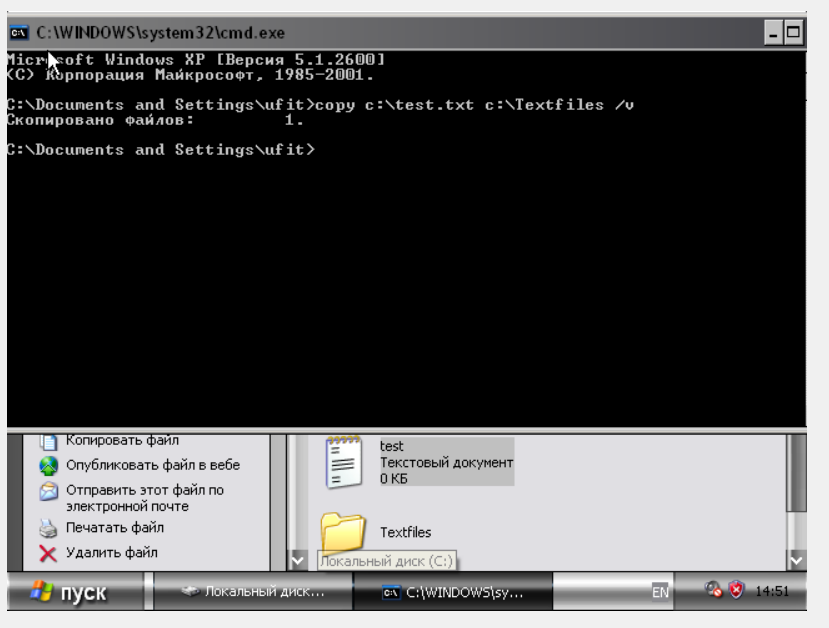 C:\WINDOWS\system32\cmd.exe
Microsoft Windows XP [Версия 5.1.2600]
(C) Корпорация Майкрософт, 1985-2001.
C:\Documents and Settings\ufit>copy c:\test.txt c:\Textfiles /v
Скопировано файлов: 1.
C:\Documents and Settings\ufit>
Копировать файл
Опубликовать файл в вебе
Отправить этот файл по
электронной почте
Печатать файл
Удалить файл
test
Текстовый документ
0 КБ
Textfiles
Локальный диск (C:)
пуск
Локальный диск...
C:\WINDOWS\sy...
EN
14:51